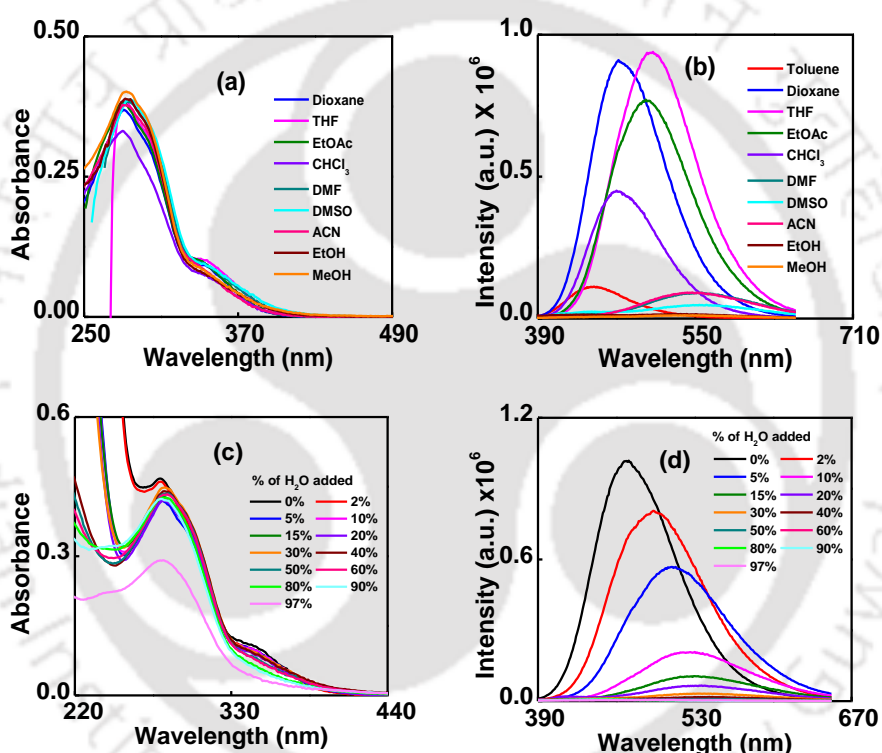 0.50
0.25
0.00
Absorbance
(a)
Dioxane
THF
EtOAc
CHCl3
DMF
DMSO
ACN
EtOH
MeOH
250 370 490
Wavelength (nm)
1.0
0.5
0.0
Intensity (a.u.) X 10^6
(b)
Toluene
Dioxane
THF
EtOAc
CHCl3
DMF
DMSO
ACN
EtOH
MeOH
390 550 710
Wavelength (nm)
0.6
0.3
0.0
Absorbance
(c)
% of H2O added
0% 2%
5% 10%
15% 20%
30% 40%
50% 60%
80% 90%
97%
220 330 440
Wavelength (nm)
1.2
0.6
0.0
Intensity (a.u.) x10^6
(d)
% of H2O added
0% 2%
5% 10%
15% 20%
30% 40%
50% 60%
80% 90%
97%
390 530 670
Wavelength (nm)